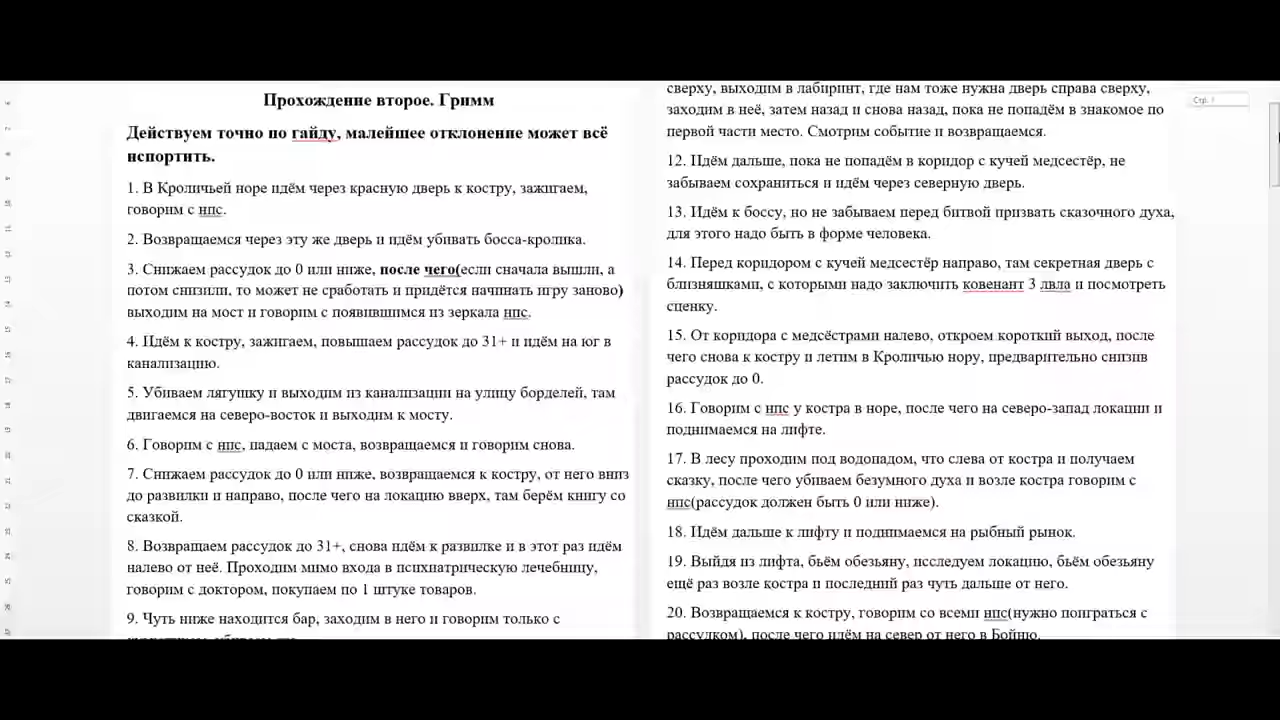 Прохождение второе. Гримм
Действуем точно по гайду, малейшее отклонение может всё
испортить.
1. В Кроличьей норе идём через красную дверь к костру, зажигаем,
говорим с нпс.
2. Возвращаемся через эту же дверь и идём убивать босса-кролика.
3. Снижаем рассудок до 0 или ниже, после чего(если сначала вышли, а
потом снизили, то может не сработать и придётся начинать игру заново)
выходим на мост и говорим с появившимся из зеркала нпс.
4. Идём к костру, зажигаем, повышаем рассудок до 31+ и идём на юг в
канализацию.
5. Убиваем лягушку и выходим из канализации на улицу борделей, там
двигаемся на северо-восток и выходим к мосту.
6. Говорим с нпс, падаем с моста, возвращаемся и говорим снова.
7. Снижаем рассудок до 0 или ниже, возвращаемся к костру, от него вниз
до развилки и направо, после чего на локацию вверх, там берём книгу со
сказкой.
8. Возвращаем рассудок до 31+, снова идём к развилке и в этот раз идём
налево от неё. Проходим мимо входа в психиатрическую лечебницу,
говорим с доктором, покупаем по 1 штуке товаров.
9. Чуть ниже находится бар, заходим в него и говорим только с
сверху, выходим в лабиринт, где нам тоже нужна дверь справа сверху,
заходим в неё, затем назад и снова назад, пока не попадём в знакомое по
первой части место. Смотрим событие и возвращаемся.
12. Идём дальше, пока не попадём в коридор с кучей медсестёр, не
забываем сохраниться и идём через северную дверь.
13. Идём к боссу, но не забываем перед битвой призвать сказочного духа,
для этого надо быть в форме человека.
14. Перед коридором с кучей медсестёр направо, там секретная дверь с
близняшками, с которыми надо заключить ковенант 3 лвла и посмотреть
сценку.
15. От коридора с медсёстрами налево, откроем короткий выход, после
чего снова к костру и летим в Кроличью нору, предварительно снизив
рассудок до 0.
16. Говорим с нпс у костра в норе, после чего на северо-запад локации и
поднимаемся на лифте.
17. В лесу проходим под водопадом, что слева от костра и получаем
сказку, после чего убиваем безумного духа и возле костра говорим с
нпс(рассудок должен быть 0 или ниже).
18. Идём дальше к лифту и поднимаемся на рыбный рынок.
19. Выйдя из лифта, бьём обезьяну, исследуем локацию, бьём обезьяну
ещё раз возле костра и последний раз чуть дальше от него.
20. Возвращаемся к костру, говорим со всеми нпс(нужно поиграться с
рассудком), после чего идём на север от него в Бойню.